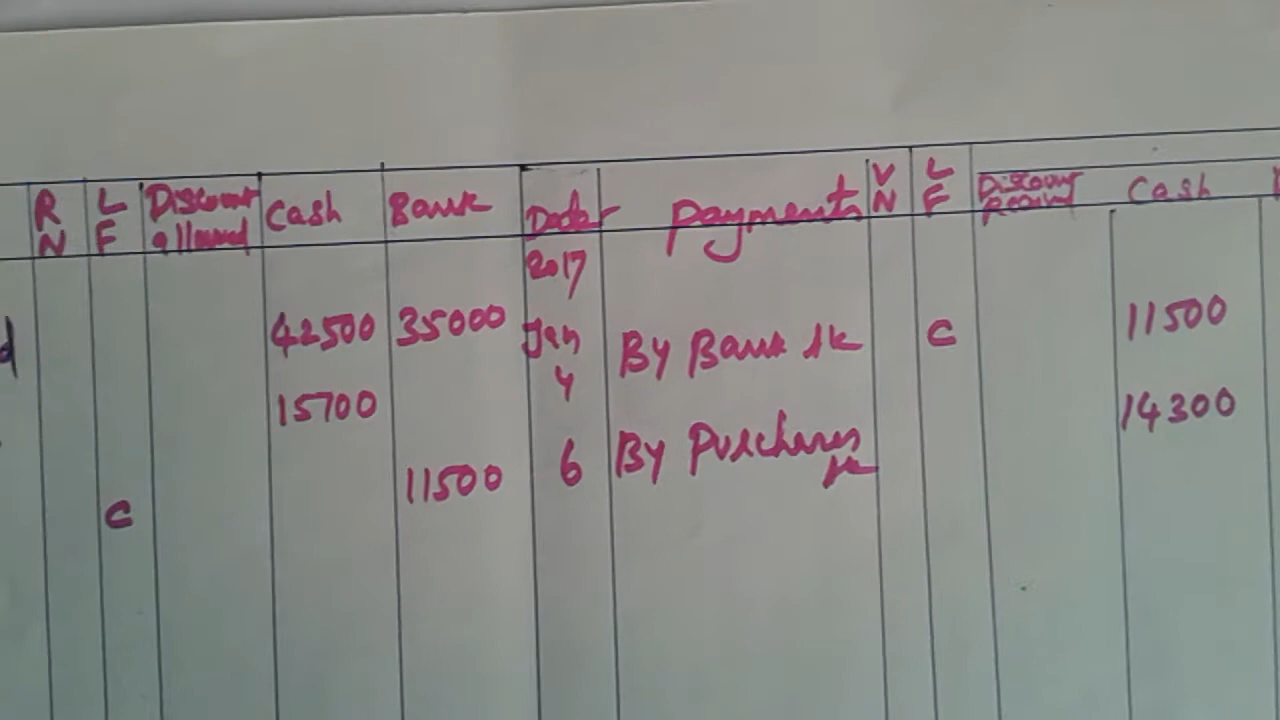 R N L F Discount allowed Cash Bank Date Payments V N L F Discount Cash
2017
d 42500 35000 Jan 4 By Bank A/c C 11500
15700 14300
C 11500 6 By Purchases A/c